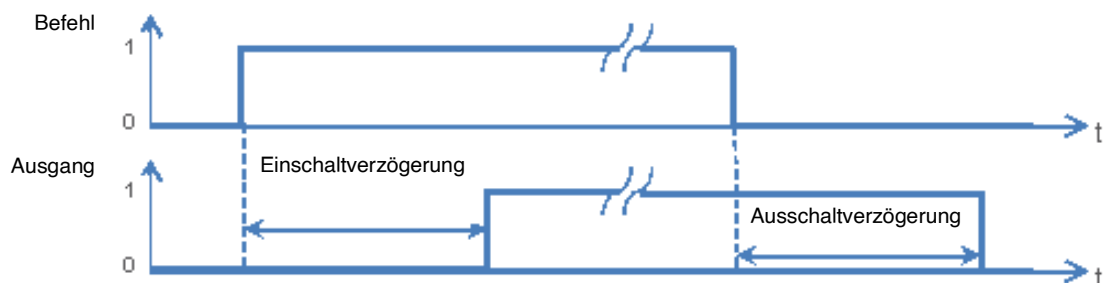 Befehl
1
0
t
Ausgang
Einschaltverzögerung
1
Ausschaltverzögerung
0
t